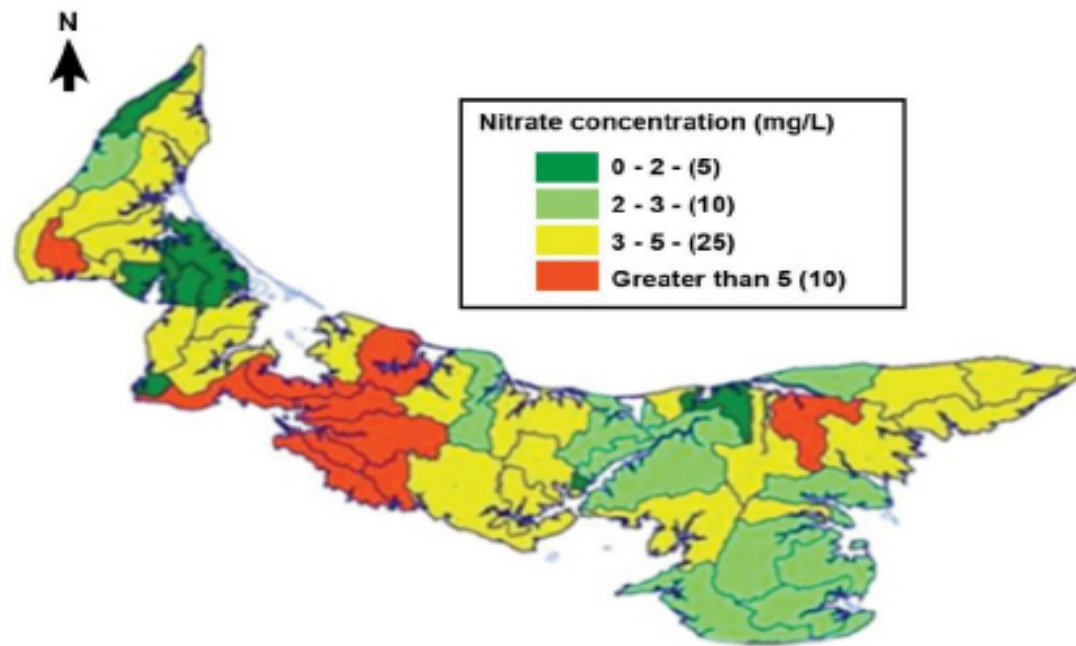 N
Nitrate concentration (mg/L)
0 - 2 - (5)
2 - 3 - (10)
3 - 5 - (25)
Greater than 5 (10)